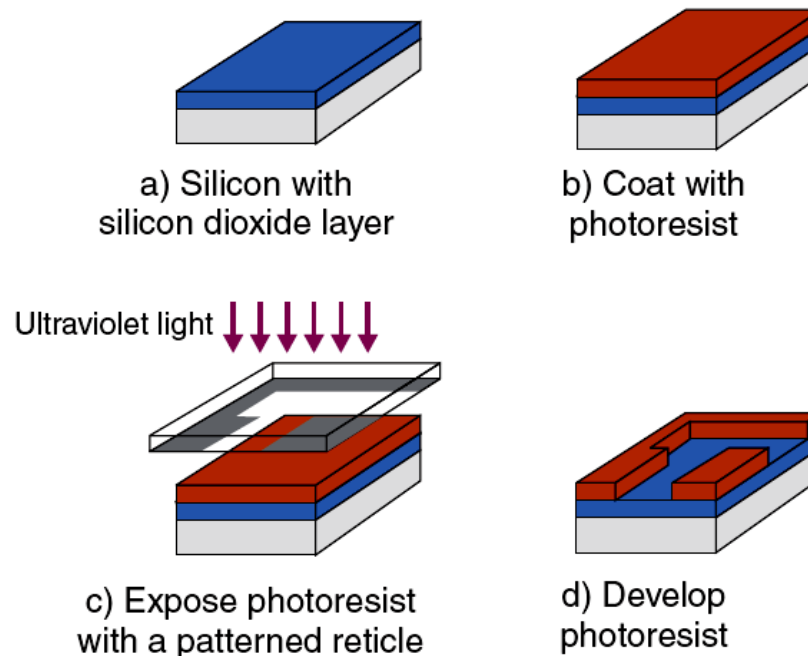 a) Silicon with
silicon dioxide layer
b) Coat with
photoresist
Ultraviolet light
c) Expose photoresist
with a patterned reticle
d) Develop
photoresist